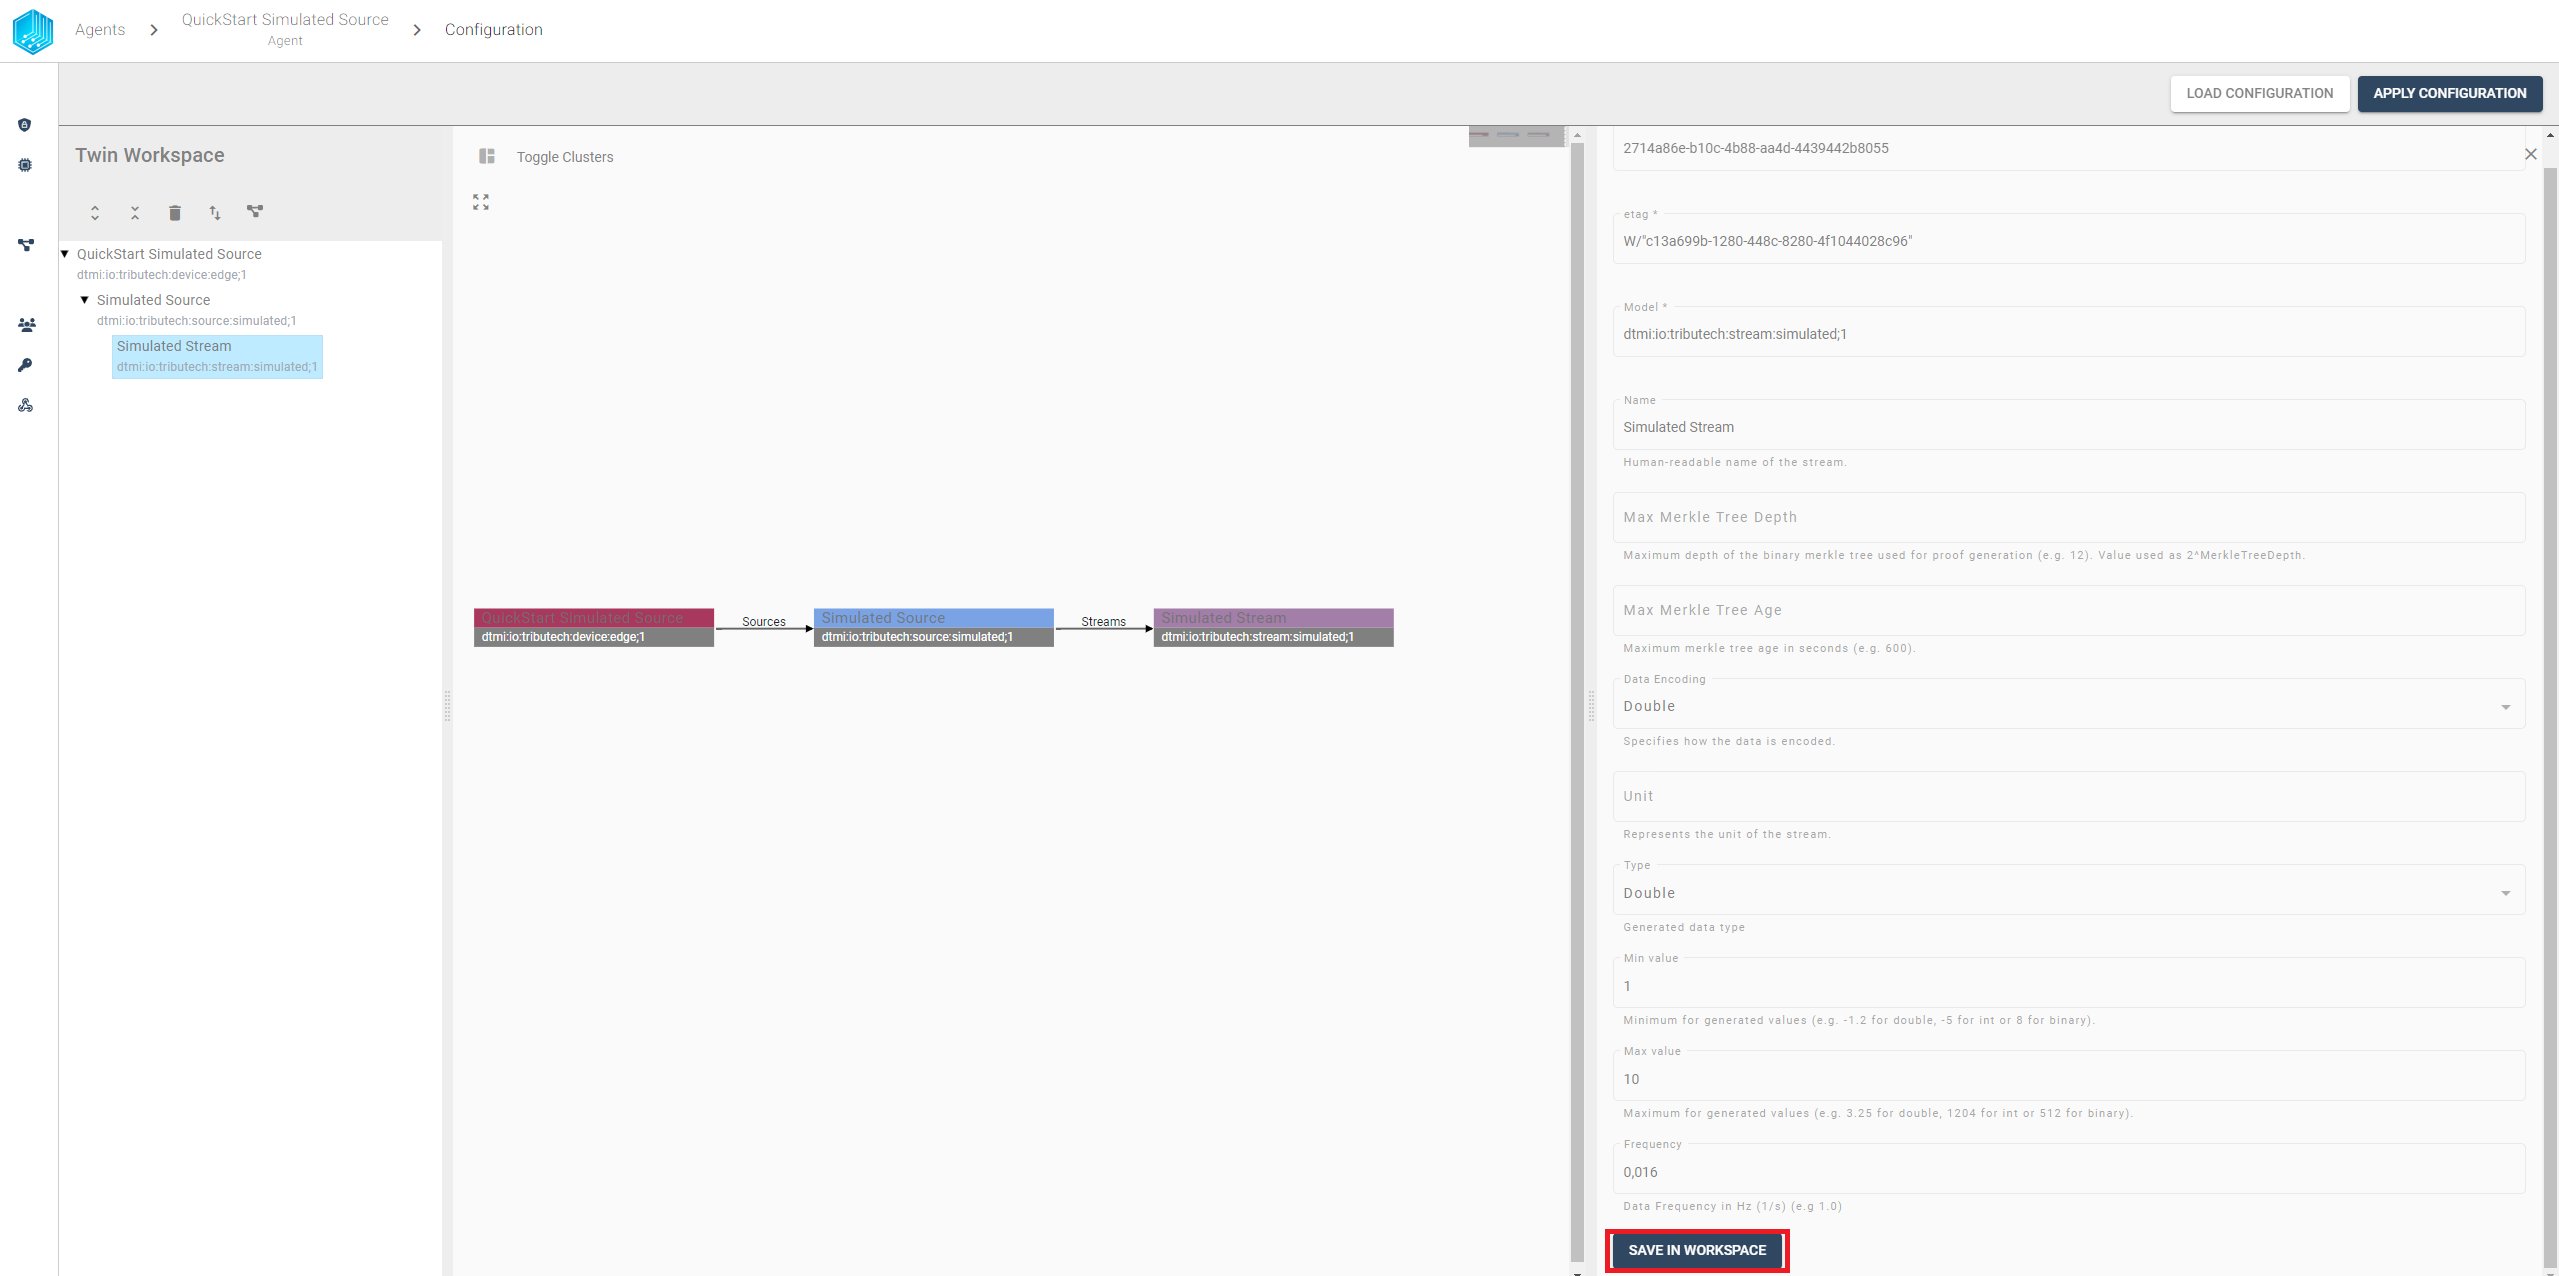 Agents
QuickStart Simulated Source
Agent
Configuration
LOAD CONFIGURATION
APPLY CONFIGURATION
Twin Workspace
QuickStart Simulated Source
dtmi:io:tributech:device:edge;1
Simulated Source
dtmi:io:tributech:source:simulated;1
Simulated Stream
dtmi:io:tributech:stream:simulated;1
Toggle Clusters
QuickStart Simulated Source
dtmi:io:tributech:device:edge;1
Sources
Simulated Source
dtmi:io:tributech:source:simulated;1
Streams
Simulated Stream
dtmi:io:tributech:stream:simulated;1
2714a86e-b10c-4b88-aa4d-4439442b8055
etag *
W/"c13a699b-1280-448c-8280-4f1044028c96"
Model *
dtmi:io:tributech:stream:simulated;1
Name
Simulated Stream
Human-readable name of the stream.
Max Merkle Tree Depth
Maximum depth of the binary merkle tree used for proof generation (e.g. 12). Value used as 2^MerkleTreeDepth.
Max Merkle Tree Age
Maximum merkle tree age in seconds (e.g. 600).
Data Encoding
Double
Specifies how the data is encoded.
Unit
Represents the unit of the stream.
Type
Double
Generated data type
Min value
1
Minimum for generated values (e.g. -1.2 for double, -5 for int or 8 for binary).
Max value
10
Maximum for generated values (e.g. 3.25 for double, 1204 for int or 512 for binary).
Frequency
0,016
Data Frequency in Hz (1/s) (e.g 1.0)
SAVE IN WORKSPACE